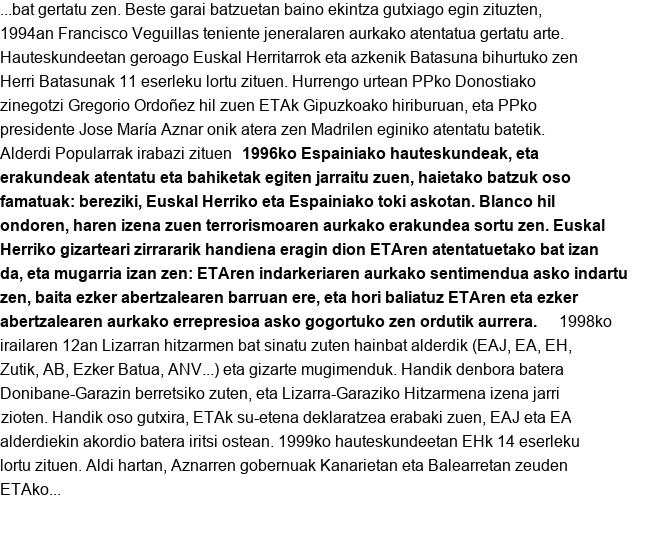 ...bat gertatu zen. Beste garai batzuetan baino ekintza gutxiago egin zituzten,
1994an Francisco Veguillas teniente jeneralaren aurkako atentatua gertatu arte.
Hauteskundeetan geroago Euskal Herritarrok eta azkenik Batasuna bihurtuko zen
Herri Batasunak 11 eserleku lortu zituen. Hurrengo urtean PPko Donostiako
zinegotzi Gregorio Ordoñez hil zuen ETAk Gipuzkoako hiriburuan, eta PPko
presidente Jose María Aznar onik atera zen Madrilen eginiko atentatu batetik.
Alderdi Popularrak irabazi zituen 1996ko Espainiako hauteskundeak, eta
erakundeak atentatu eta bahiketak egiten jarraitu zuen, haietako batzuk oso
famatuak: bereziki, Euskal Herriko eta Espainiako toki askotan. Blanco hil
ondoren, haren izena zuen terrorismoaren aurkako erakundea sortu zen. Euskal
Herriko gizarteari zirrararik handiena eragin dion ETAren atentatuetako bat izan
da, eta mugarria izan zen: ETAren indarkeriaren aurkako sentimendua asko indartu
zen, baita ezker abertzalearen barruan ere, eta hori baliatuz ETAren eta ezker
abertzalearen aurkako errepresioa asko gogortuko zen ordutik aurrera. 1998ko
irailaren 12an Lizarran hitzarmen bat sinatu zuten hainbat alderdik (EAJ, EA, EH,
Zutik, AB, Ezker Batua, ANV...) eta gizarte mugimenduk. Handik denbora batera
Donibane-Garazin berretsiko zuten, eta Lizarra-Garaziko Hitzarmena izena jarri
zioten. Handik oso gutxira, ETAk su-etena deklaratzea erabaki zuen, EAJ eta EA
alderdiekin akordio batera iritsi ostean. 1999ko hauteskundeetan EHk 14 eserleku
lortu zituen. Aldi hartan, Aznarren gobernuak Kanarietan eta Balearretan zeuden
ETAko...